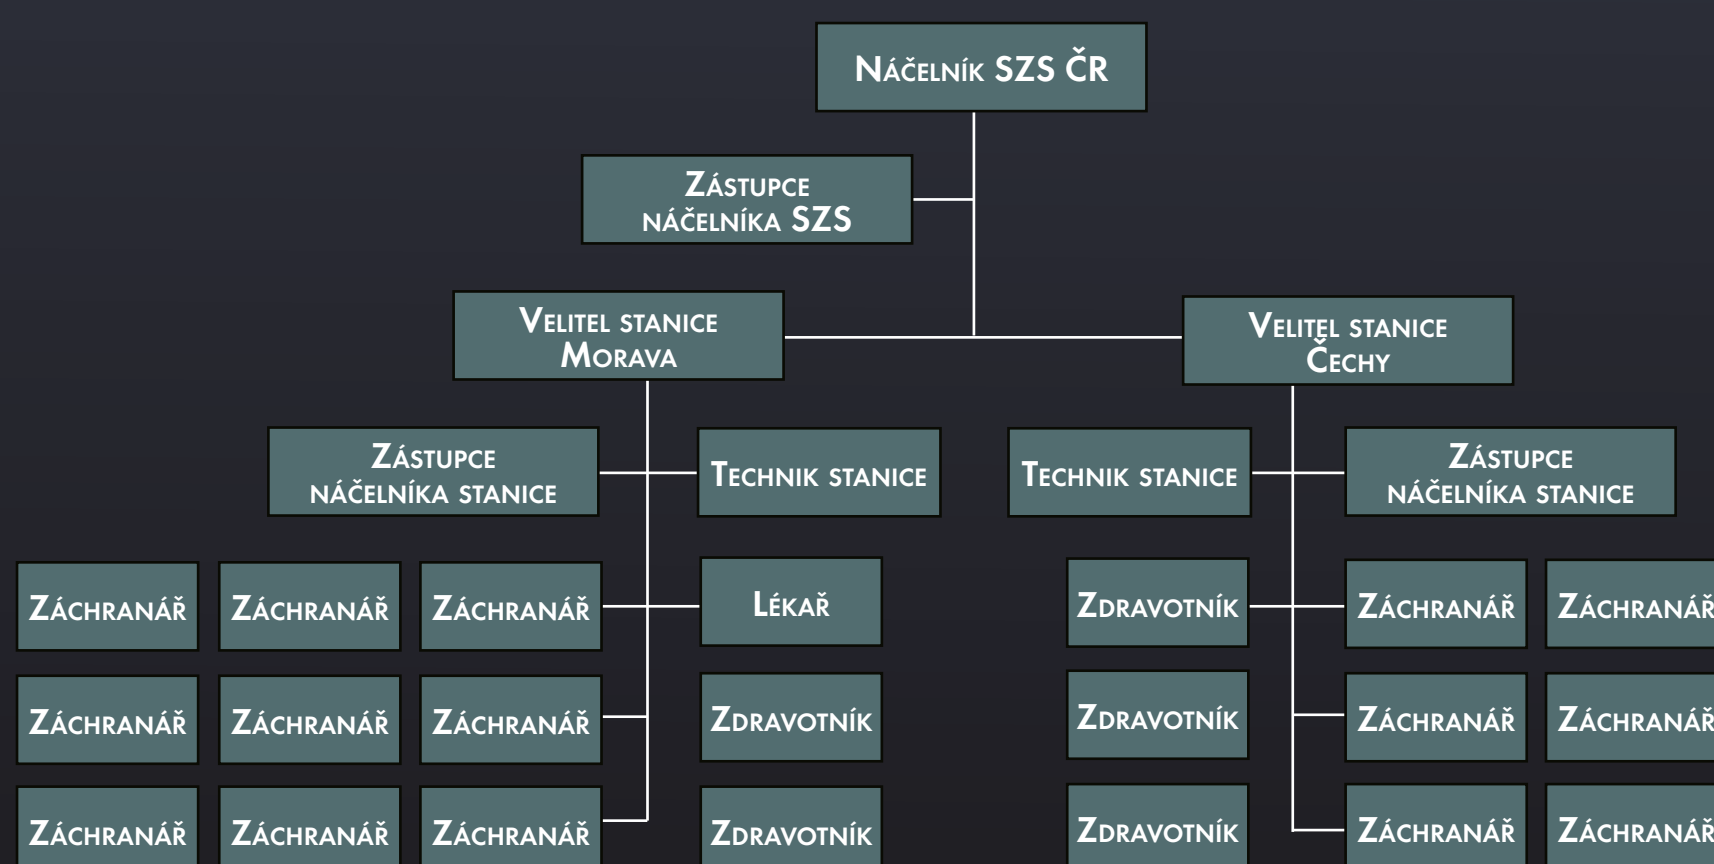 Náčelník SZS ČR
Zástupce
náčelníka SZS
Velitel stanice
Morava
Velitel stanice
Čechy
Zástupce
náčelníka stanice
Technik stanice
Technik stanice
Zástupce
náčelníka stanice
Záchranář
Záchranář
Záchranář
Lékař
Zdravotník
Záchranář
Záchranář
Záchranář
Záchranář
Záchranář
Zdravotník
Zdravotník
Záchranář
Záchranář
Záchranář
Záchranář
Záchranář
Zdravotník
Zdravotník
Záchranář
Záchranář